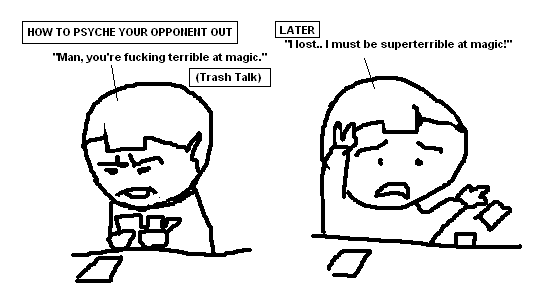 HOW TO PSYCHE YOUR OPPONENT OUT
"Man, you're fucking terrible at magic."
(Trash Talk)
LATER
"I lost.. I must be superterrible at magic!"